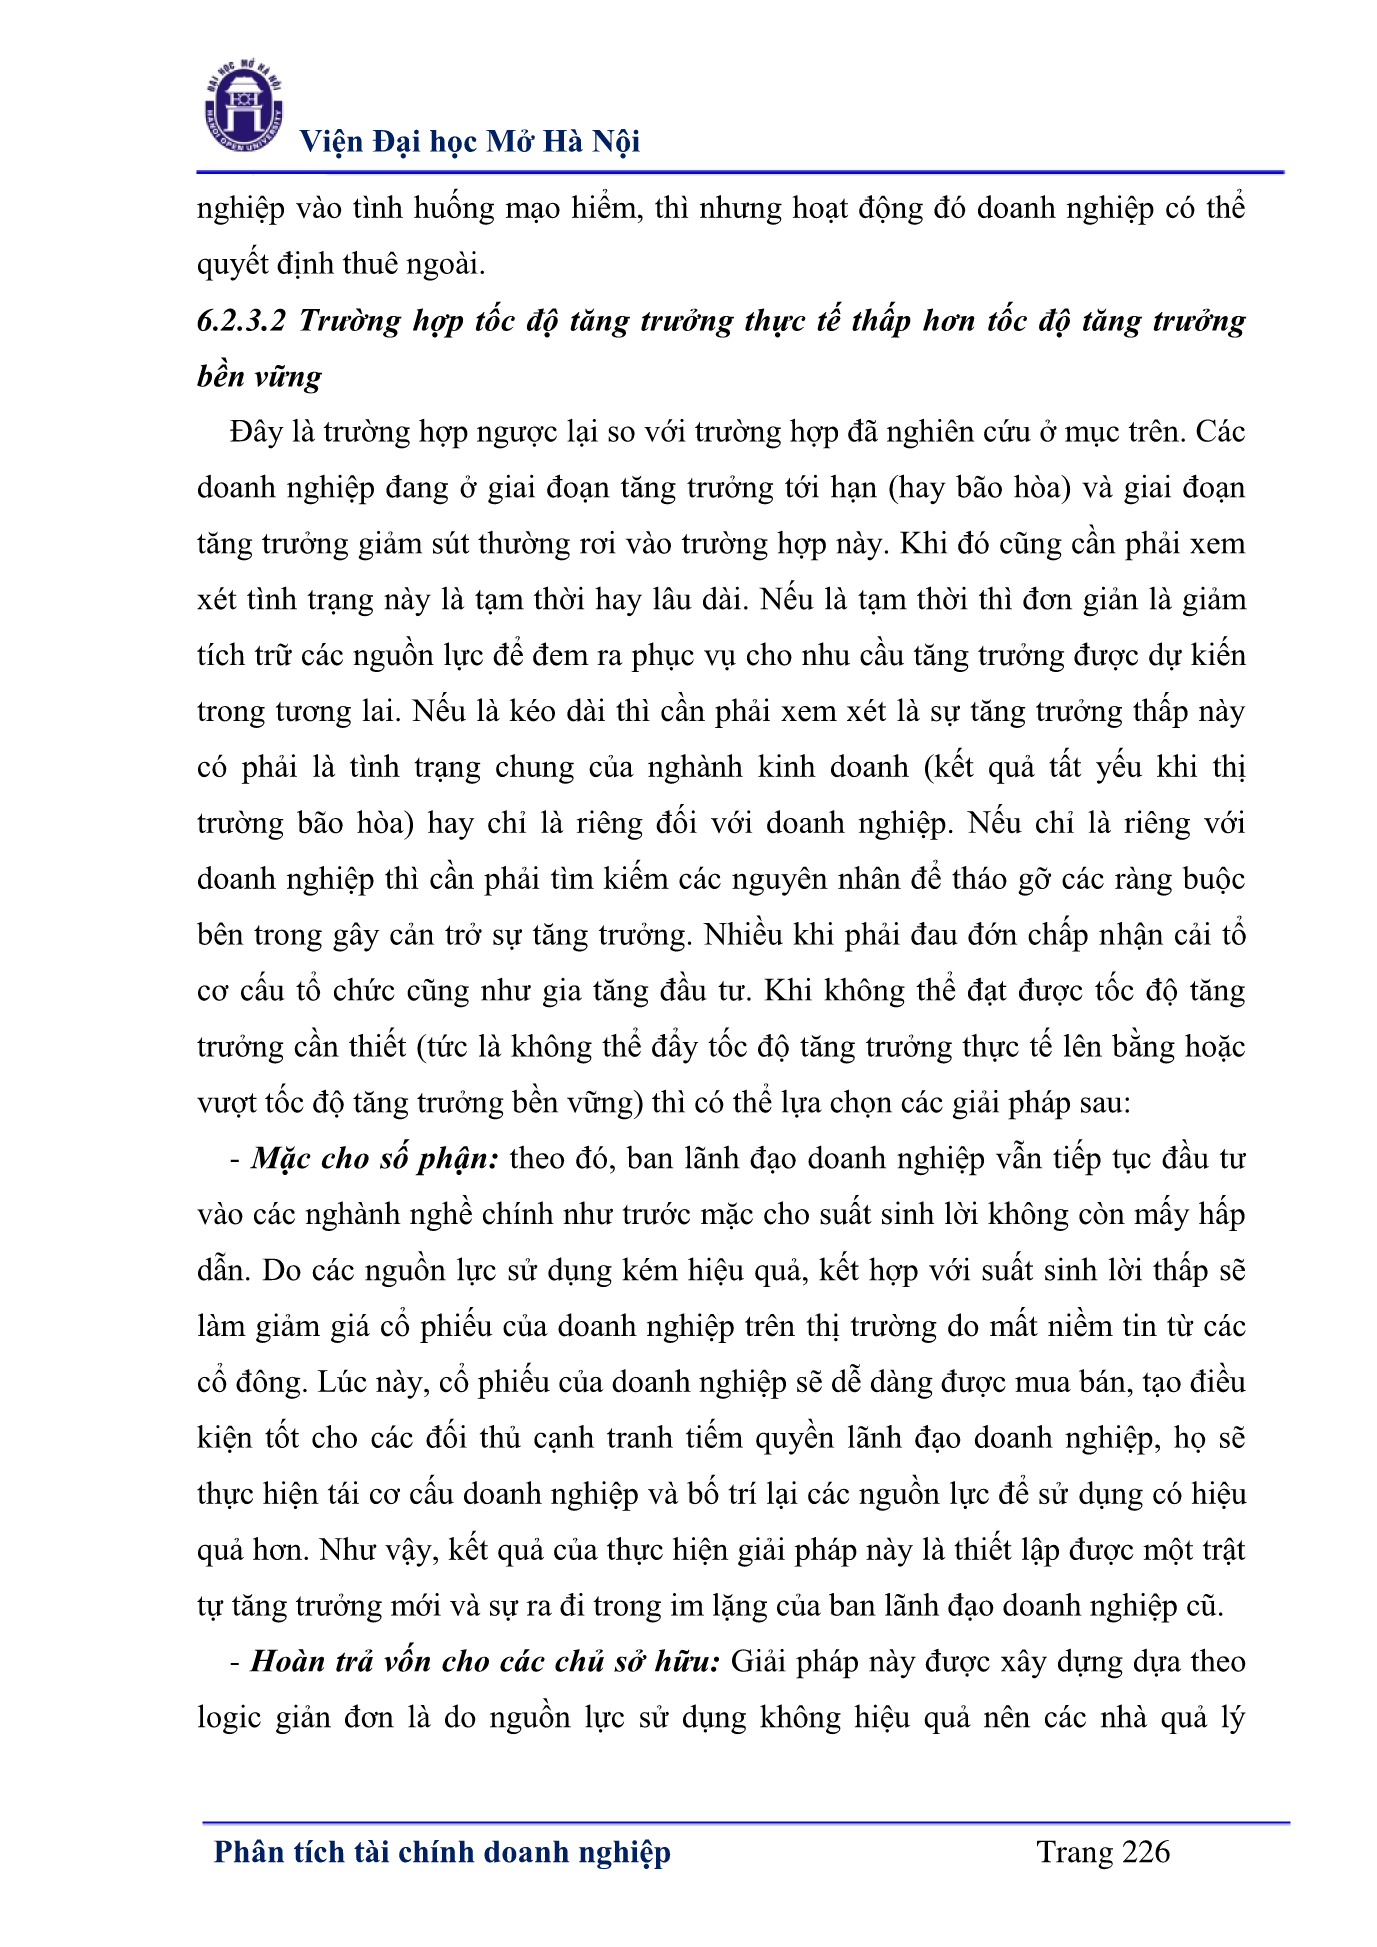 ĐẠI HỌC MỞ HÀ NỘI
HANOI OPEN UNIVERSITY
Viện Đại học Mở Hà Nội
nghiệp vào tình huống mạo hiểm, thì nhưng hoạt động đó doanh nghiệp có thể
quyết định thuê ngoài.
6.2.3.2 Trường hợp tốc độ tăng trưởng thực tế thấp hơn tốc độ tăng trưởng
bền vững
Đây là trường hợp ngược lại so với trường hợp đã nghiên cứu ở mục trên. Các
doanh nghiệp đang ở giai đoạn tăng trưởng tới hạn (hay bão hòa) và giai đoạn
tăng trưởng giảm sút thường rơi vào trường hợp này. Khi đó cũng cần phải xem
xét tình trạng này là tạm thời hay lâu dài. Nếu là tạm thời thì đơn giản là giảm
tích trữ các nguồn lực để đem ra phục vụ cho nhu cầu tăng trưởng được dự kiến
trong tương lai. Nếu là kéo dài thì cần phải xem xét là sự tăng trưởng thấp này
có phải là tình trạng chung của nghành kinh doanh (kết quả tất yếu khi thị
trường bão hòa) hay chỉ là riêng đối với doanh nghiệp. Nếu chỉ là riêng với
doanh nghiệp thì cần phải tìm kiếm các nguyên nhân để tháo gỡ các ràng buộc
bên trong gây cản trở sự tăng trưởng. Nhiều khi phải đau đớn chấp nhận cải tổ
cơ cấu tổ chức cũng như gia tăng đầu tư. Khi không thể đạt được tốc độ tăng
trưởng cần thiết (tức là không thể đẩy tốc độ tăng trưởng thực tế lên bằng hoặc
vượt tốc độ tăng trưởng bền vững) thì có thể lựa chọn các giải pháp sau:
- Mặc cho số phận: theo đó, ban lãnh đạo doanh nghiệp vẫn tiếp tục đầu tư
vào các nghành nghề chính như trước mặc cho suất sinh lời không còn mấy hấp
dẫn. Do các nguồn lực sử dụng kém hiệu quả, kết hợp với suất sinh lời thấp sẽ
làm giảm giá cổ phiếu của doanh nghiệp trên thị trường do mất niềm tin từ các
cổ đông. Lúc này, cổ phiếu của doanh nghiệp sẽ dễ dàng được mua bán, tạo điều
kiện tốt cho các đối thủ cạnh tranh tiếm quyền lãnh đạo doanh nghiệp, họ sẽ
thực hiện tái cơ cấu doanh nghiệp và bố trí lại các nguồn lực để sử dụng có hiệu
quả hơn. Như vậy, kết quả của thực hiện giải pháp này là thiết lập được một trật
tự tăng trưởng mới và sự ra đi trong im lặng của ban lãnh đạo doanh nghiệp cũ.
- Hoàn trả vốn cho các chủ sở hữu: Giải pháp này được xây dựng dựa theo
logic giản đơn là do nguồn lực sử dụng không hiệu quả nên các nhà quả lý
Phân tích tài chính doanh nghiệp
Trang 226